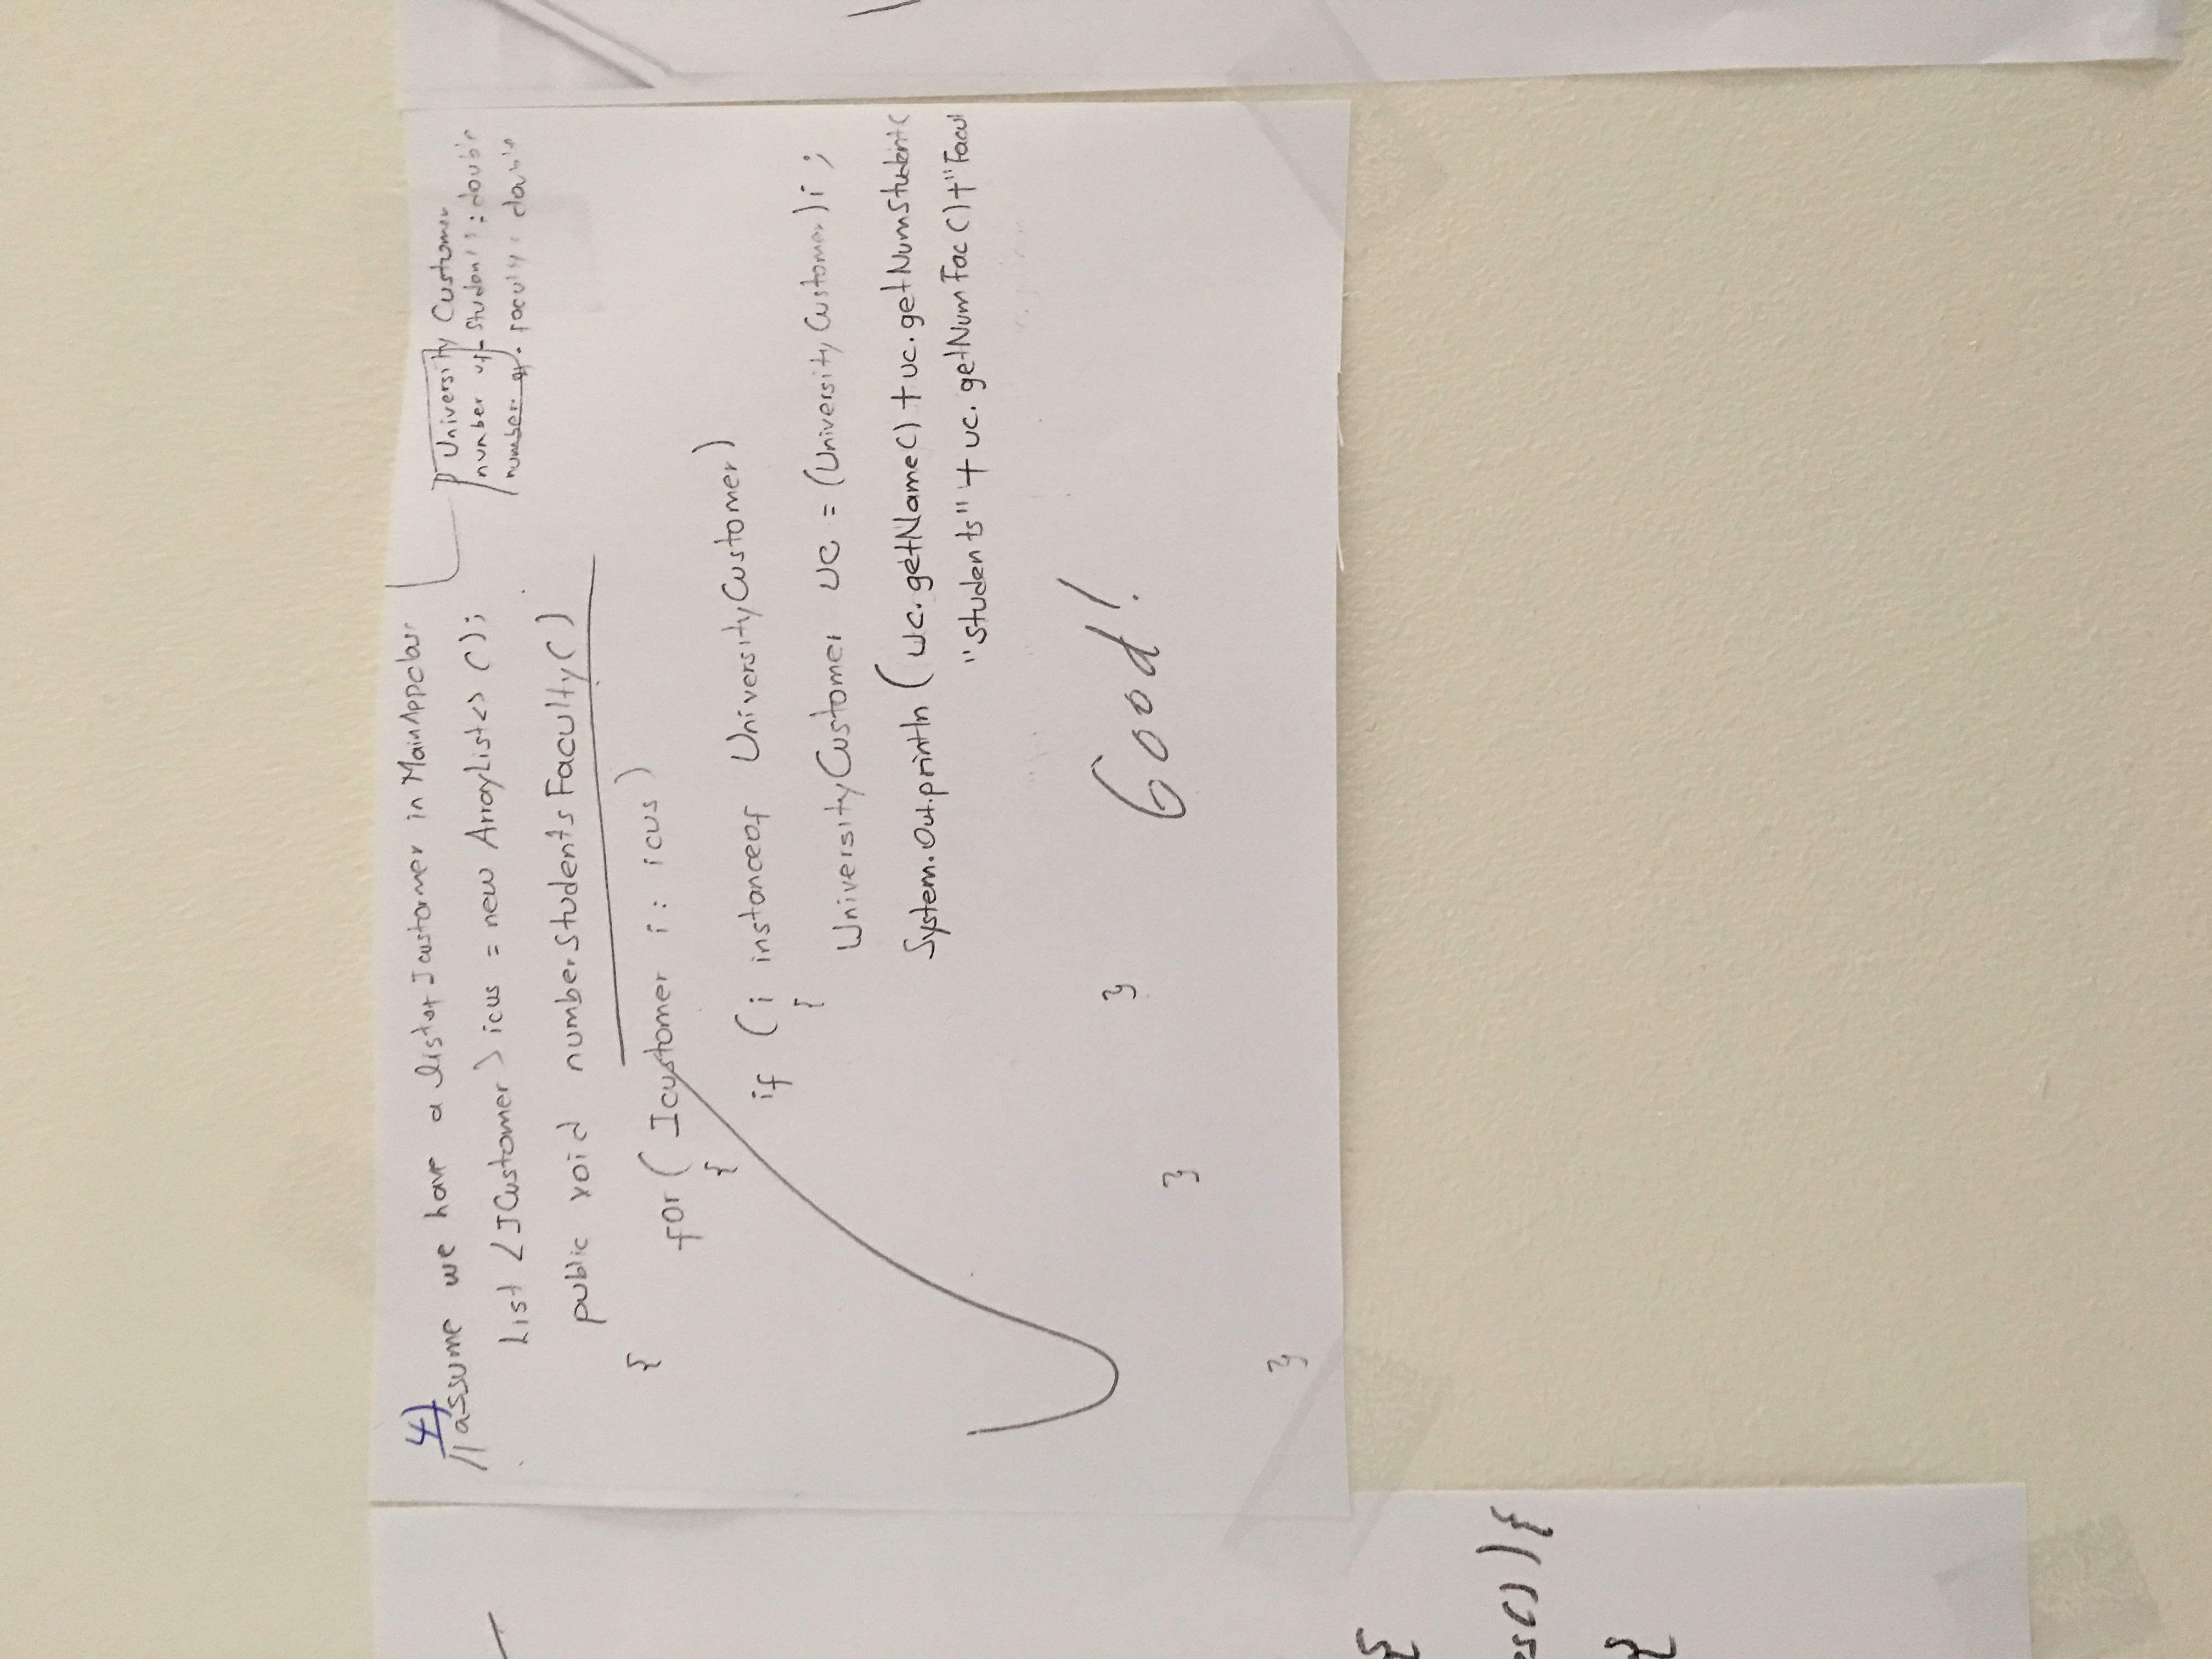 4)
//assume we have a list of Icustomer in MainAppclass
List <ICustomer> icus = new ArrayList<> ();
public void numberStudentsFaculty()
{
for ( Icustomer i : icus )
{
if (i instanceof UniversityCustomer)
{
UniversityCustomer uc = (UniversityCustomer)i ;
System.Out.println (uc.getName() + uc.getNumStudent(
"students" + uc.getNumFac()+"Facul
}
}
}
Good!
University Customer
number of students : double
number of faculty : double
{
es()){
{